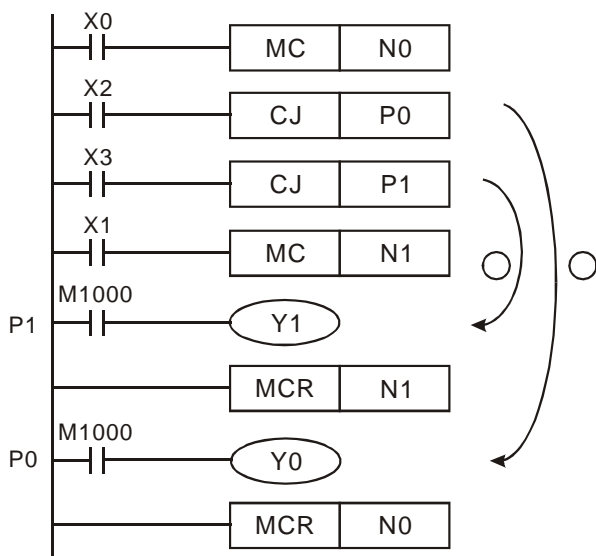 X0
MC N0
X2
CJ P0
X3
CJ P1
X1
MC N1
M1000
P1 Y1
MCR N1
M1000
P0 Y0
MCR N0